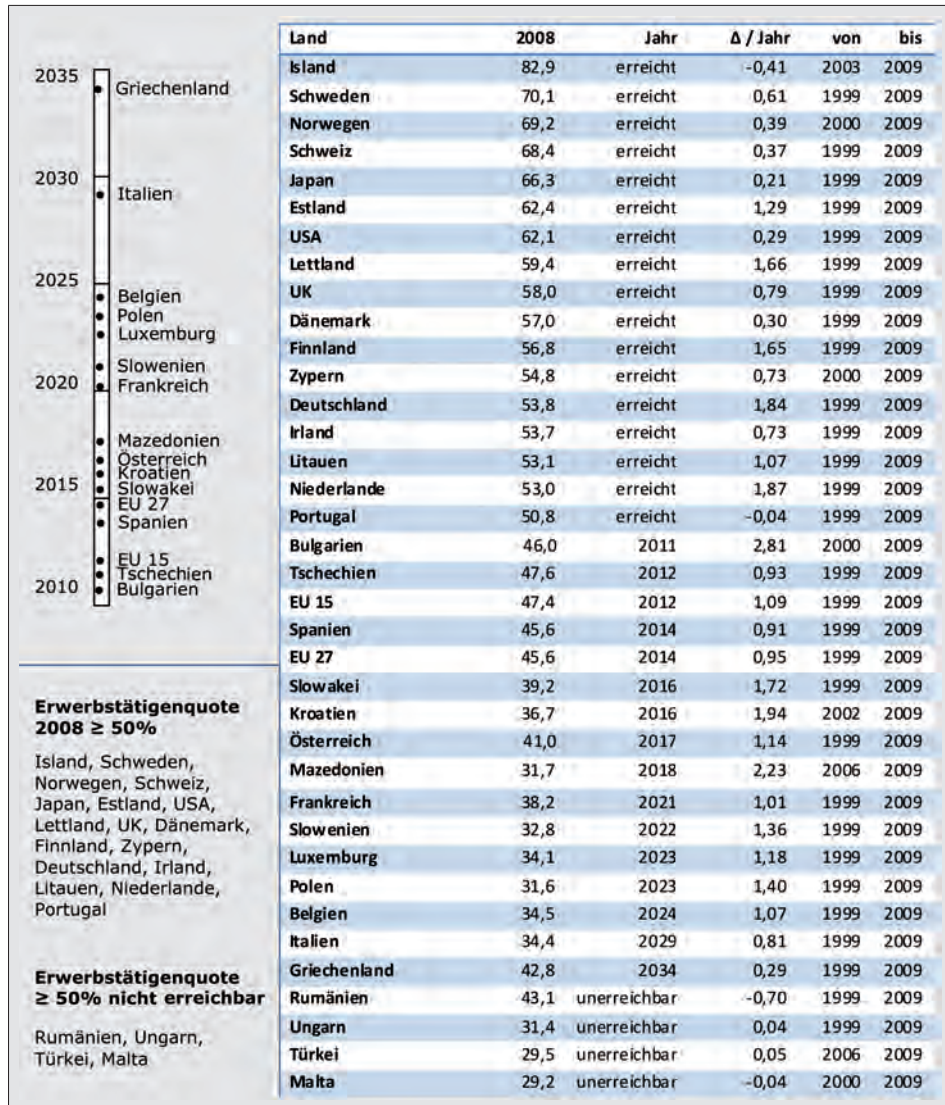 2035
Griechenland
2030
Italien
2025
Belgien
Polen
Luxemburg
Slowenien
2020
Frankreich
Mazedonien
Österreich
Kroatien
2015
Slowakei
EU 27
Spanien
EU 15
Tschechien
2010
Bulgarien
Erwerbstätigenquote
2008 ≥ 50%
Island, Schweden,
Norwegen, Schweiz,
Japan, Estland, USA,
Lettland, UK, Dänemark,
Finnland, Zypern,
Deutschland, Irland,
Litauen, Niederlande,
Portugal
Erwerbstätigenquote
≥ 50% nicht erreichbar
Rumänien, Ungarn,
Türkei, Malta
Land 2008 Jahr Δ / Jahr von bis
Island 82,9 erreicht -0,41 2003 2009
Schweden 70,1 erreicht 0,61 1999 2009
Norwegen 69,2 erreicht 0,39 2000 2009
Schweiz 68,4 erreicht 0,37 1999 2009
Japan 66,3 erreicht 0,21 1999 2009
Estland 62,4 erreicht 1,29 1999 2009
USA 62,1 erreicht 0,29 1999 2009
Lettland 59,4 erreicht 1,66 1999 2009
UK 58,0 erreicht 0,79 1999 2009
Dänemark 57,0 erreicht 0,30 1999 2009
Finnland 56,8 erreicht 1,65 1999 2009
Zypern 54,8 erreicht 0,73 2000 2009
Deutschland 53,8 erreicht 1,84 1999 2009
Irland 53,7 erreicht 0,73 1999 2009
Litauen 53,1 erreicht 1,07 1999 2009
Niederlande 53,0 erreicht 1,87 1999 2009
Portugal 50,8 erreicht -0,04 1999 2009
Bulgarien 46,0 2011 2,81 2000 2009
Tschechien 47,6 2012 0,93 1999 2009
EU 15 47,4 2012 1,09 1999 2009
Spanien 45,6 2014 0,91 1999 2009
EU 27 45,6 2014 0,95 1999 2009
Slowakei 39,2 2016 1,72 1999 2009
Kroatien 36,7 2016 1,94 2002 2009
Österreich 41,0 2017 1,14 1999 2009
Mazedonien 31,7 2018 2,23 2006 2009
Frankreich 38,2 2021 1,01 1999 2009
Slowenien 32,8 2022 1,36 1999 2009
Luxemburg 34,1 2023 1,18 1999 2009
Polen 31,6 2023 1,40 1999 2009
Belgien 34,5 2024 1,07 1999 2009
Italien 34,4 2029 0,81 1999 2009
Griechenland 42,8 2034 0,29 1999 2009
Rumänien 43,1 unerreichbar -0,70 1999 2009
Ungarn 31,4 unerreichbar 0,04 1999 2009
Türkei 29,5 unerreichbar 0,05 2006 2009
Malta 29,2 unerreichbar -0,04 2000 2009